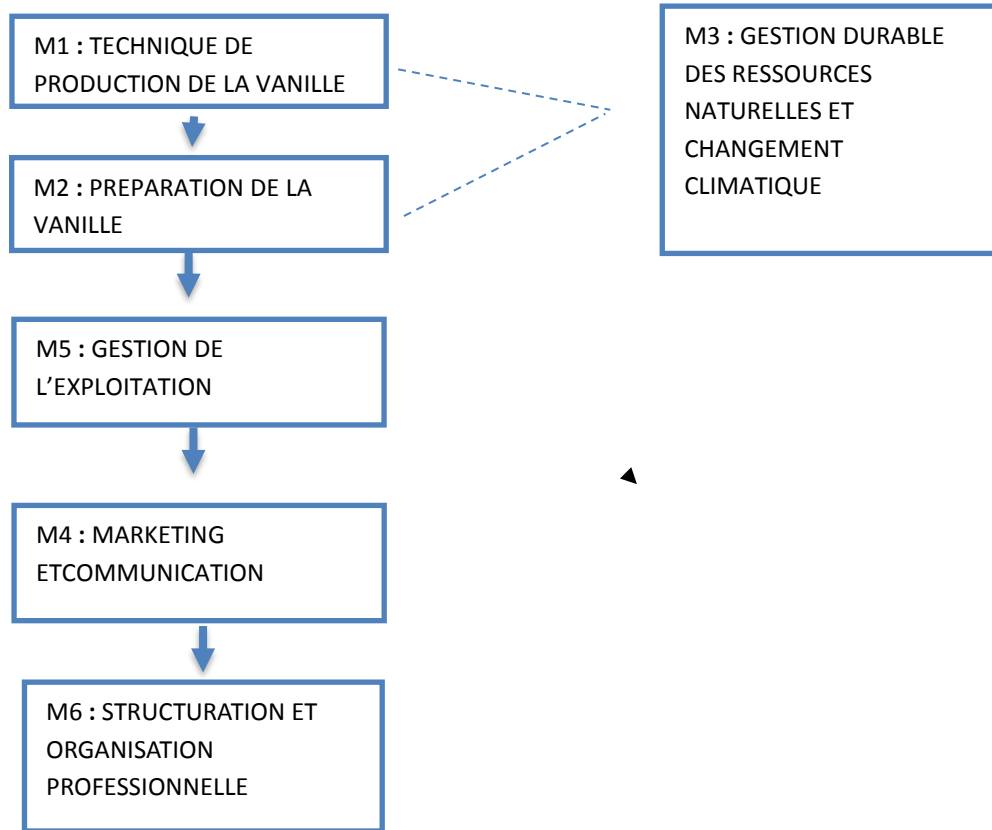 M1 : TECHNIQUE DE
PRODUCTION DE LA VANILLE
M3 : GESTION DURABLE
DES RESSOURCES
NATURELLES ET
CHANGEMENT
CLIMATIQUE
M2 : PREPARATION DE LA
VANILLE
M5 : GESTION DE
L’EXPLOITATION
M4 : MARKETING
ETCOMMUNICATION
M6 : STRUCTURATION ET
ORGANISATION
PROFESSIONNELLE